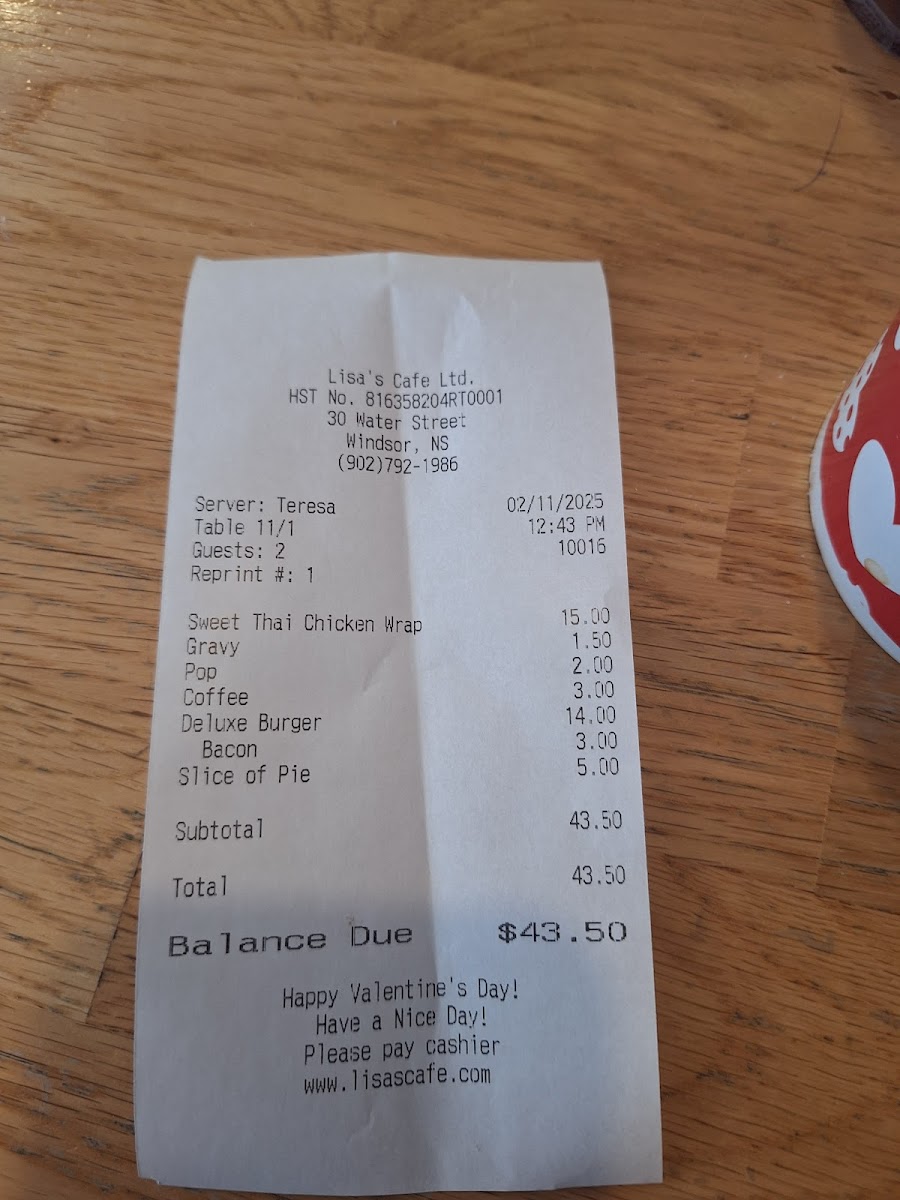 Lisa's Cafe Ltd.
HST No. 816358204RT0001
30 Water Street
Windsor, NS
(902)792-1986
Server: Teresa 02/11/2025
Table 11/1 12:43 PM
Guests: 2 10016
Reprint #: 1
Sweet Thai Chicken Wrap 15.00
Gravy 1.50
Pop 2.00
Coffee 3.00
Deluxe Burger 14.00
Bacon 3.00
Slice of Pie 5.00
Subtotal 43.50
Total 43.50
Balance Due $43.50
Happy Valentine's Day!
Have a Nice Day!
Please pay cashier
www.lisascafe.com